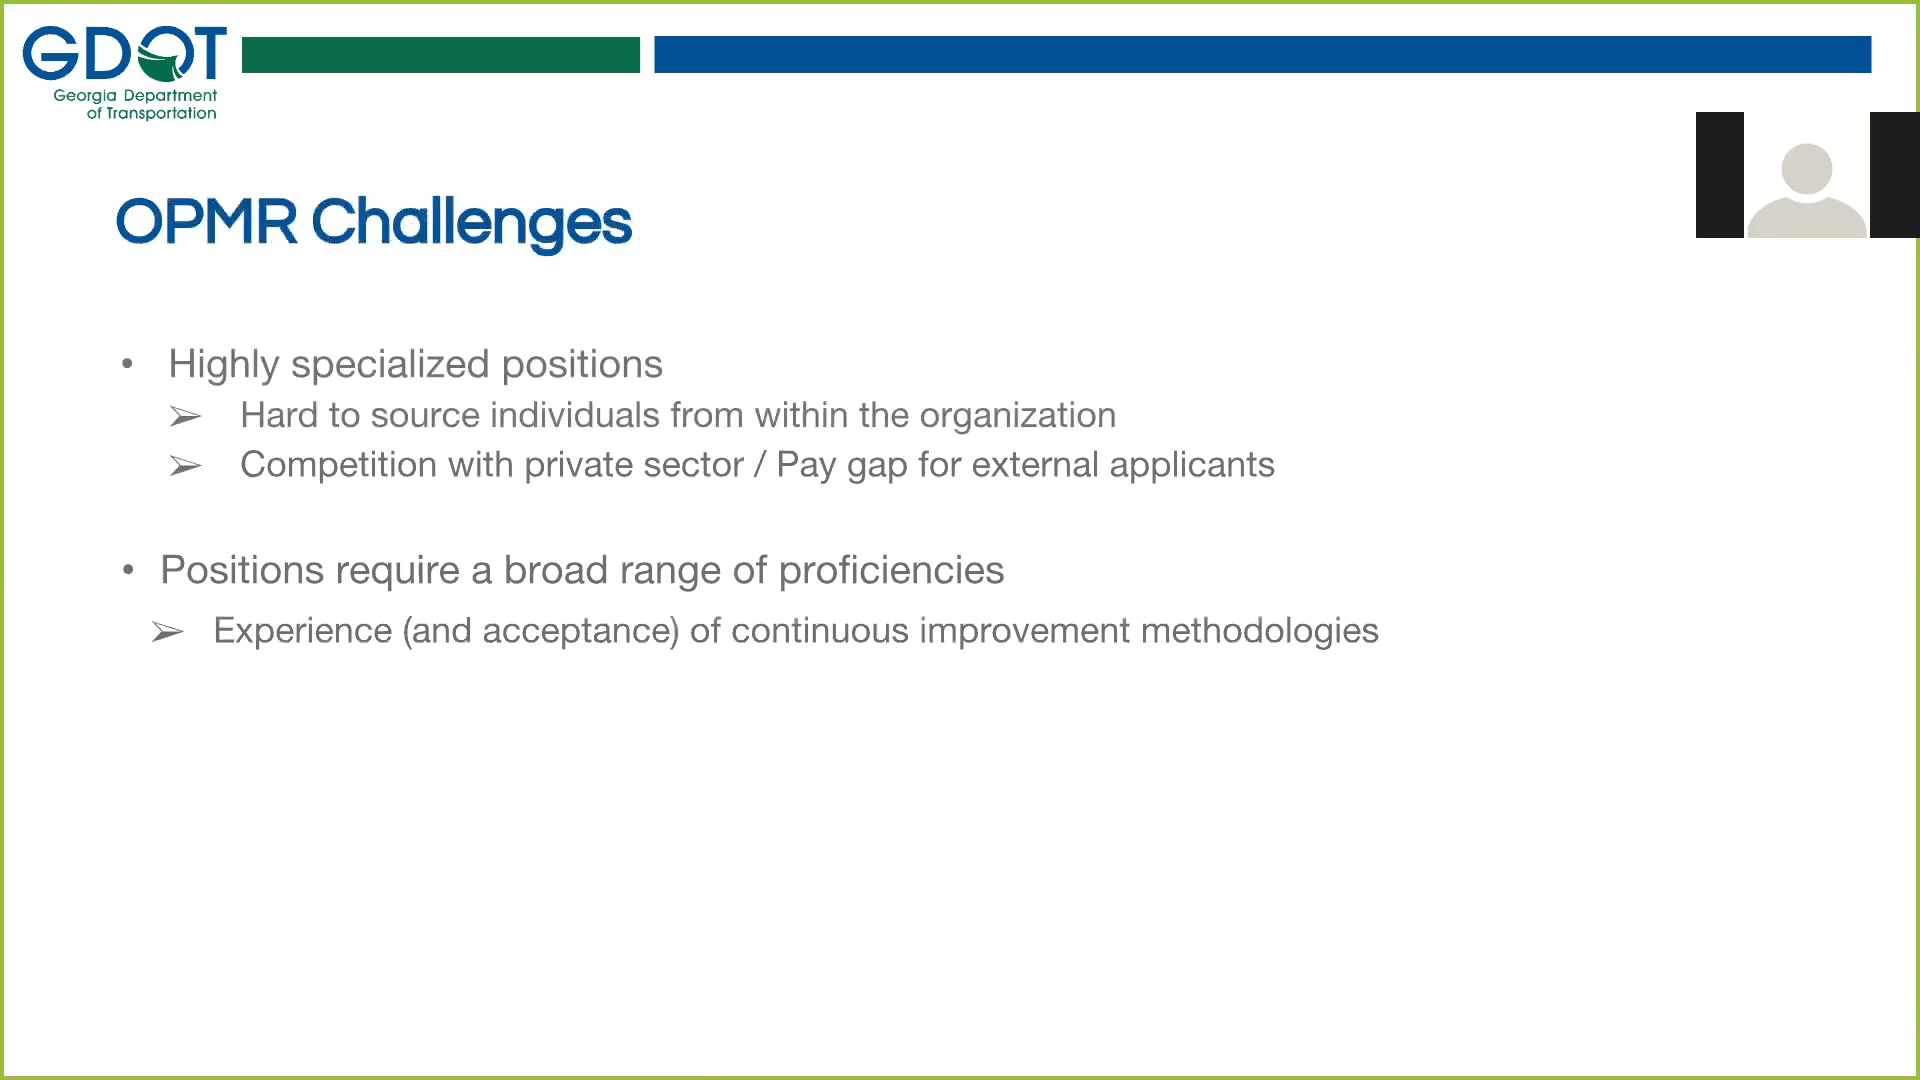 GDOT
Georgia Department
of Transportation
OPMR Challenges
• Highly specialized positions
➢ Hard to source individuals from within the organization
➢ Competition with private sector / Pay gap for external applicants
• Positions require a broad range of proficiencies
➢ Experience (and acceptance) of continuous improvement methodologies